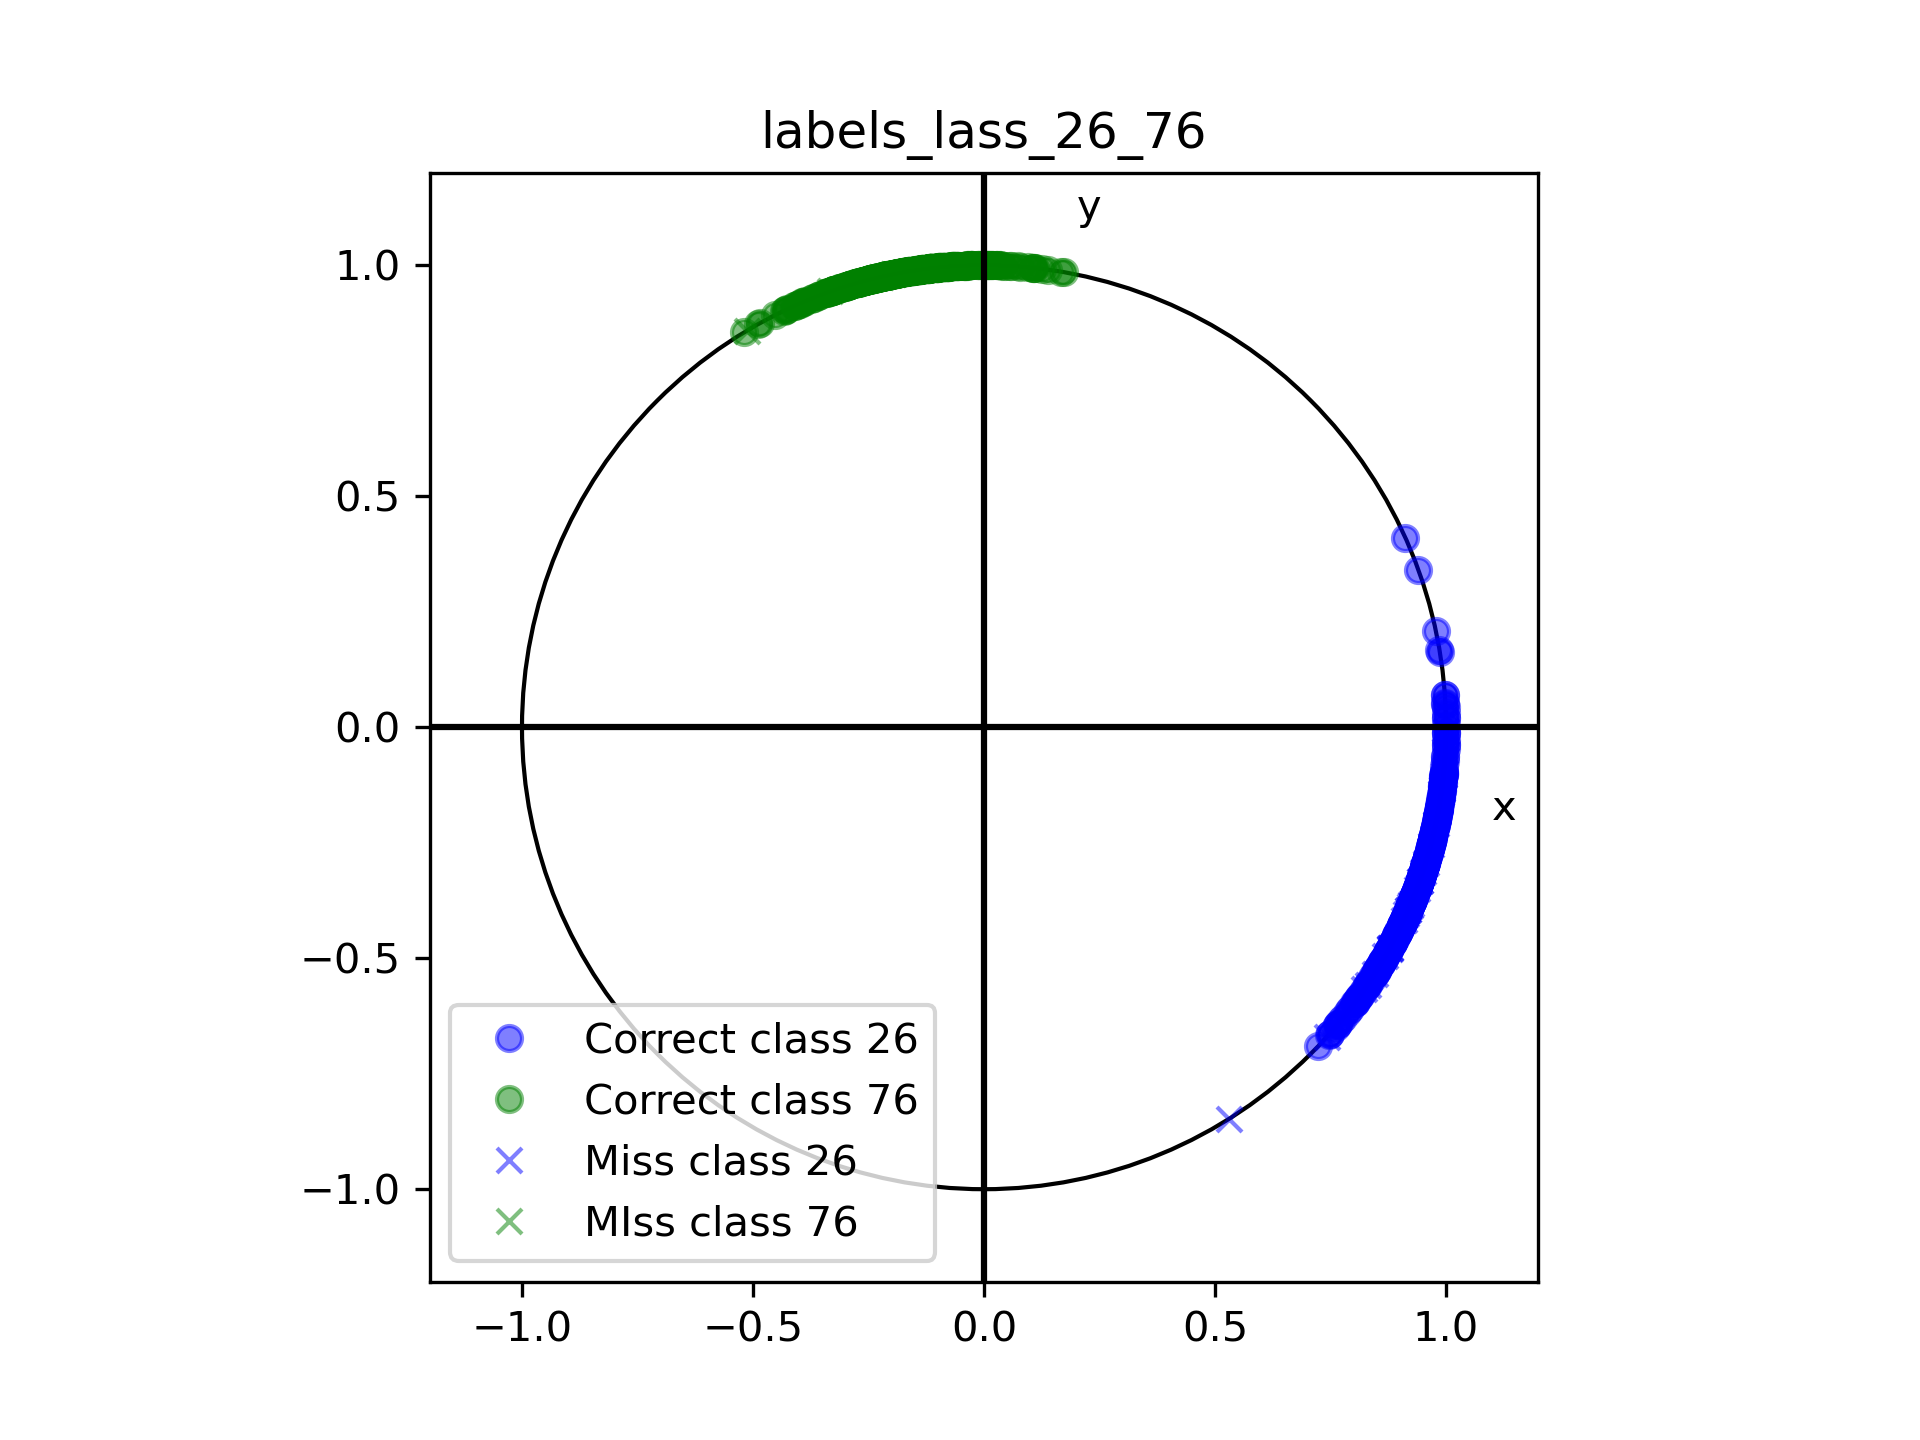 labels_lass_26_76
y
1.0
0.5
0.0
x
−0.5
−1.0
Correct class 26
Correct class 76
Miss class 26
MIss class 76
−1.0 −0.5 0.0 0.5 1.0